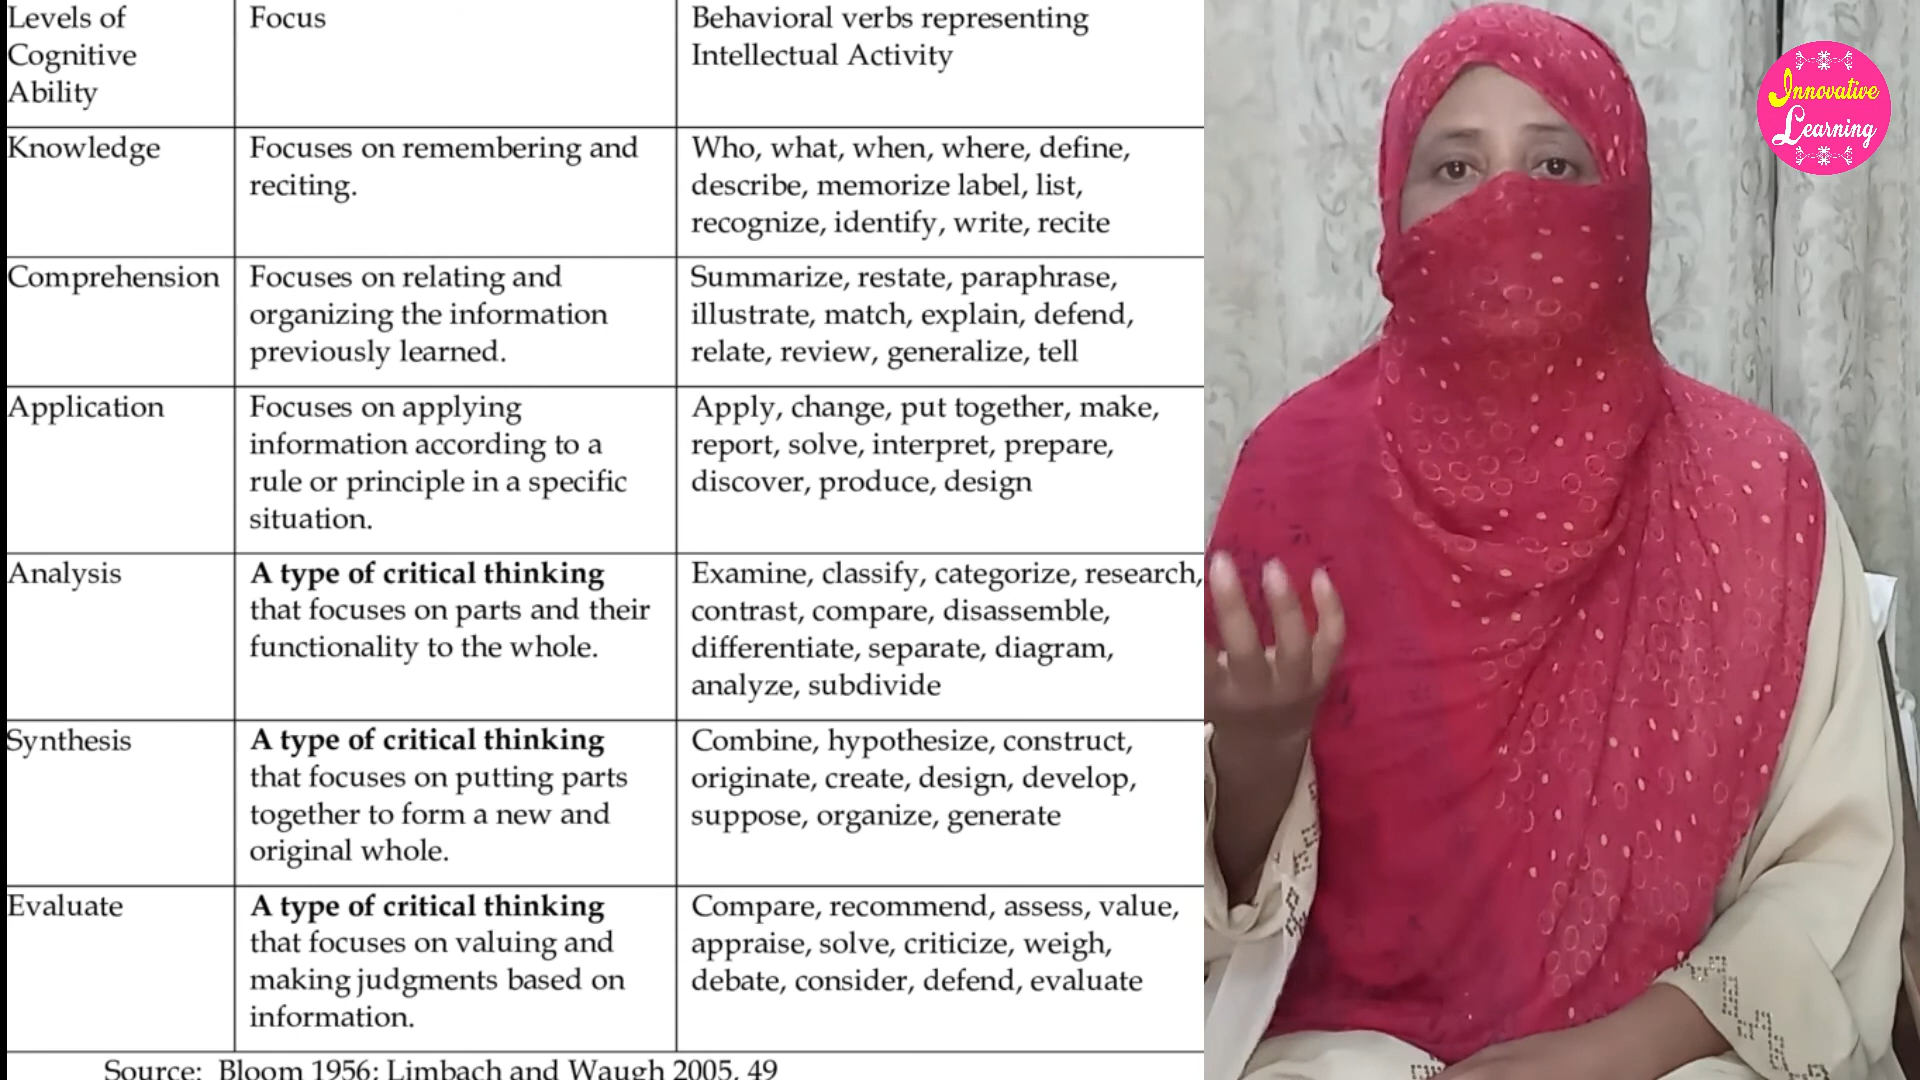 Levels of
Cognitive
Ability
Focus
Behavioral verbs representing
Intellectual Activity
Knowledge
Focuses on remembering and
reciting.
Who, what, when, where, define,
describe, memorize label, list,
recognize, identify, write, recite
Comprehension
Focuses on relating and
organizing the information
previously learned.
Summarize, restate, paraphrase,
illustrate, match, explain, defend,
relate, review, generalize, tell
Application
Focuses on applying
information according to a
rule or principle in a specific
situation.
Apply, change, put together, make,
report, solve, interpret, prepare,
discover, produce, design
Analysis
A type of critical thinking
that focuses on parts and their
functionality to the whole.
Examine, classify, categorize, research,
contrast, compare, disassemble,
differentiate, separate, diagram,
analyze, subdivide
Synthesis
A type of critical thinking
that focuses on putting parts
together to form a new and
original whole.
Combine, hypothesize, construct,
originate, create, design, develop,
suppose, organize, generate
Evaluate
A type of critical thinking
that focuses on valuing and
making judgments based on
information.
Compare, recommend, assess, value,
appraise, solve, criticize, weigh,
debate, consider, defend, evaluate
Source: Bloom 1956; Limbach and Waugh 2005, 49
Innovative
Learning